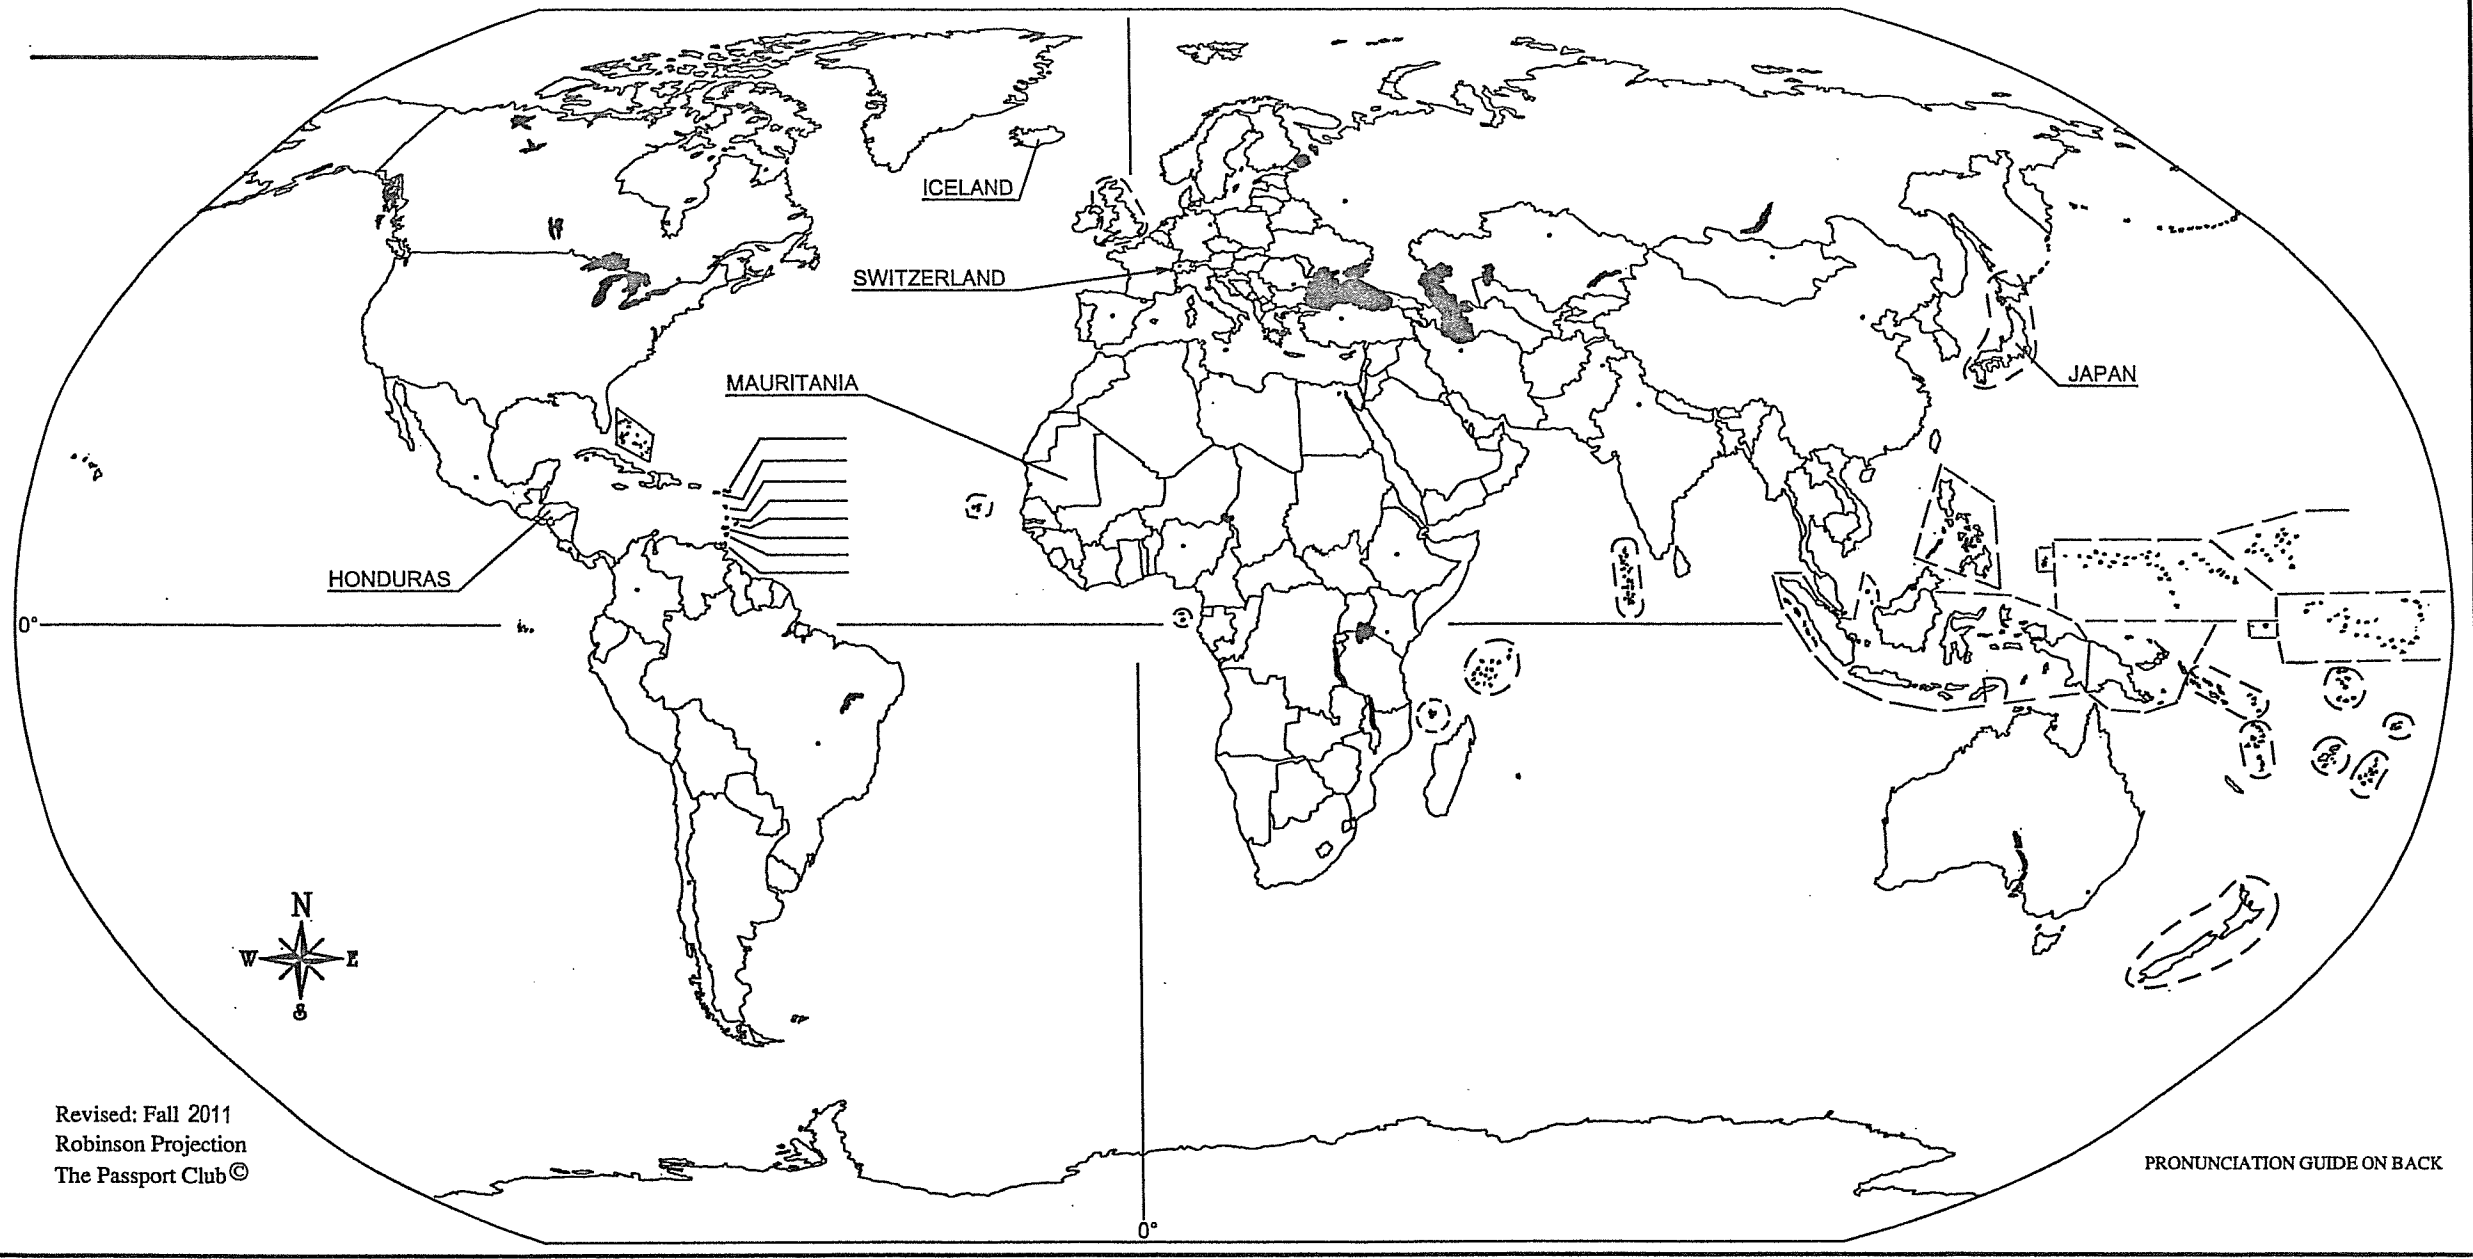 ICELAND
SWITZERLAND
MAURITANIA
JAPAN
HONDURAS
0°
N
W E
S
Revised: Fall 2011
Robinson Projection
The Passport Club©
PRONUNCIATION GUIDE ON BACK
0°